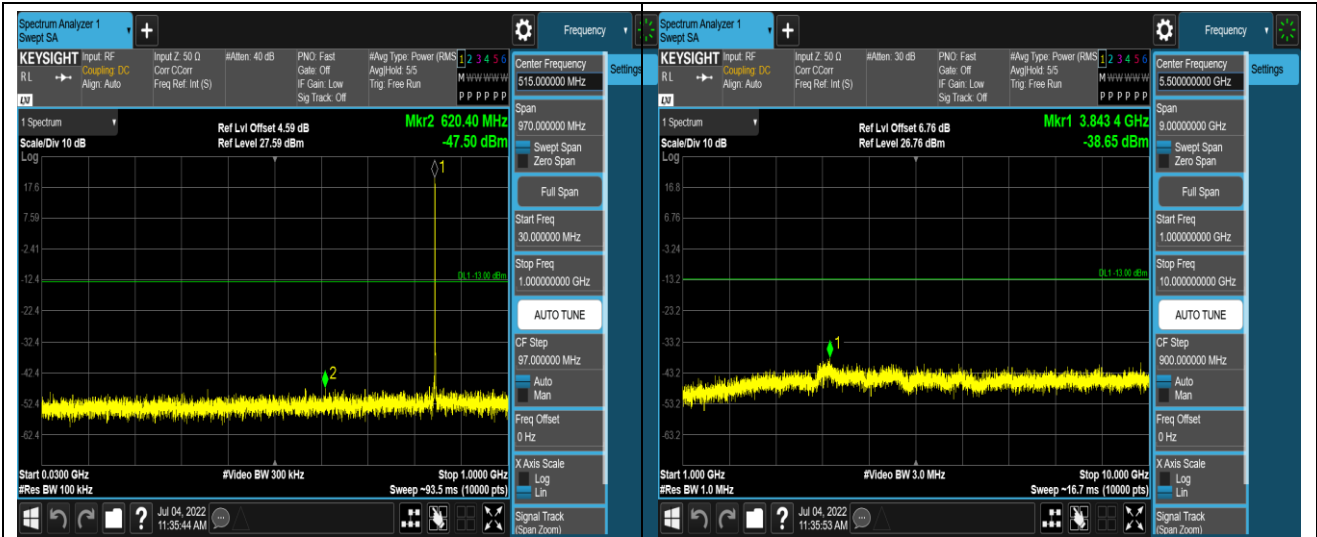 Spectrum Analyzer 1
Swept SA
Frequency
KEYSIGHT
RL
LXI
Input: RF
Coupling: DC
Align: Auto
Input Z: 50 Ω
Corr CCorr
Freq Ref: Int (S)
#Atten: 40 dB
PNO: Fast
Gate: Off
IF Gain: Low
Sig Track: Off
#Avg Type: Power (RMS
Avg|Hold: 5/5
Trig: Free Run
1 2 3 4 5 6
M W W W W W
P P P P P P
Center Frequency
515.000000 MHz
Settings
1 Spectrum
Scale/Div 10 dB
Log
Ref Lvl Offset 4.59 dB
Ref Level 27.59 dBm
Mkr2 620.40 MHz
-47.50 dBm
Span
970.000000 MHz
Swept Span
Zero Span
Full Span
Start Freq
30.000000 MHz
Stop Freq
1.000000000 GHz
AUTO TUNE
CF Step
97.000000 MHz
Auto
Man
Freq Offset
0 Hz
X Axis Scale
Log
Lin
Signal Track
(Span Zoom)
1
17.6
7.59
-2.41
DL1 -13.00 dBm
-12.4
-22.4
-32.4
-42.4
2
-52.4
-62.4
Start 0.0300 GHz
#Video BW 300 kHz
Stop 1.0000 GHz
#Res BW 100 kHz
Sweep ~93.5 ms (10000 pts)
?
Jul 04, 2022
11:35:44 AM
Spectrum Analyzer 1
Swept SA
Frequency
KEYSIGHT
RL
LXI
Input: RF
Coupling: DC
Align: Auto
Input Z: 50 Ω
Corr CCorr
Freq Ref: Int (S)
#Atten: 30 dB
PNO: Fast
Gate: Off
IF Gain: Low
Sig Track: Off
#Avg Type: Power (RMS
Avg|Hold: 5/5
Trig: Free Run
1 2 3 4 5 6
M W W W W W
P P P P P P
Center Frequency
5.500000000 GHz
Settings
1 Spectrum
Scale/Div 10 dB
Log
Ref Lvl Offset 6.76 dB
Ref Level 26.76 dBm
Mkr1 3.843 4 GHz
-38.65 dBm
Span
9.00000000 GHz
Swept Span
Zero Span
Full Span
Start Freq
1.000000000 GHz
Stop Freq
10.000000000 GHz
AUTO TUNE
CF Step
900.000000 MHz
Auto
Man
Freq Offset
0 Hz
X Axis Scale
Log
Lin
Signal Track
(Span Zoom)
16.8
6.76
-3.24
DL1 -13.00 dBm
-13.2
-23.2
-33.2
1
-43.2
-53.2
-63.2
Start 1.000 GHz
#Video BW 3.0 MHz
Stop 10.000 GHz
#Res BW 1.0 MHz
Sweep ~16.7 ms (10000 pts)
?
Jul 04, 2022
11:35:53 AM